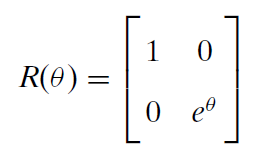 R(θ) = [ 1 0
0 e^θ ]